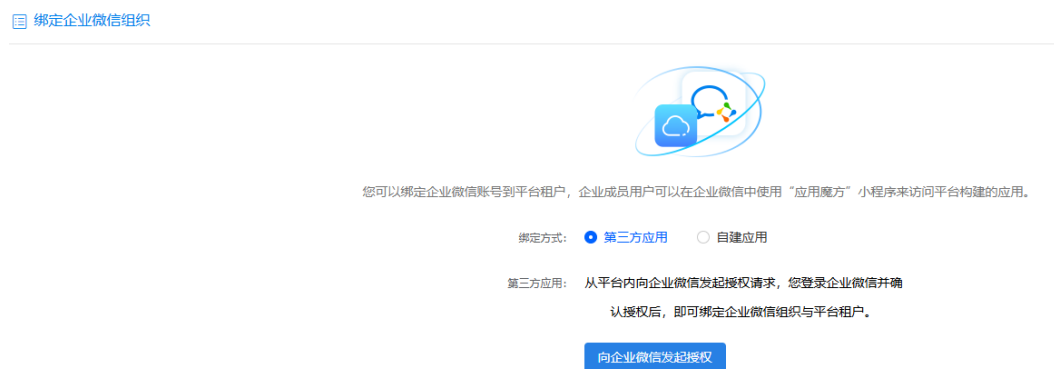 绑定企业微信组织
您可以绑定企业微信账号到平台租户，企业成员用户可以在企业微信中使用“应用魔方”小程序来访问平台构建的应用。
绑定方式： 第三方应用 自建应用
第三方应用： 从平台内向企业微信发起授权请求，您登录企业微信并确
认授权后，即可绑定企业微信组织与平台租户。
向企业微信发起授权